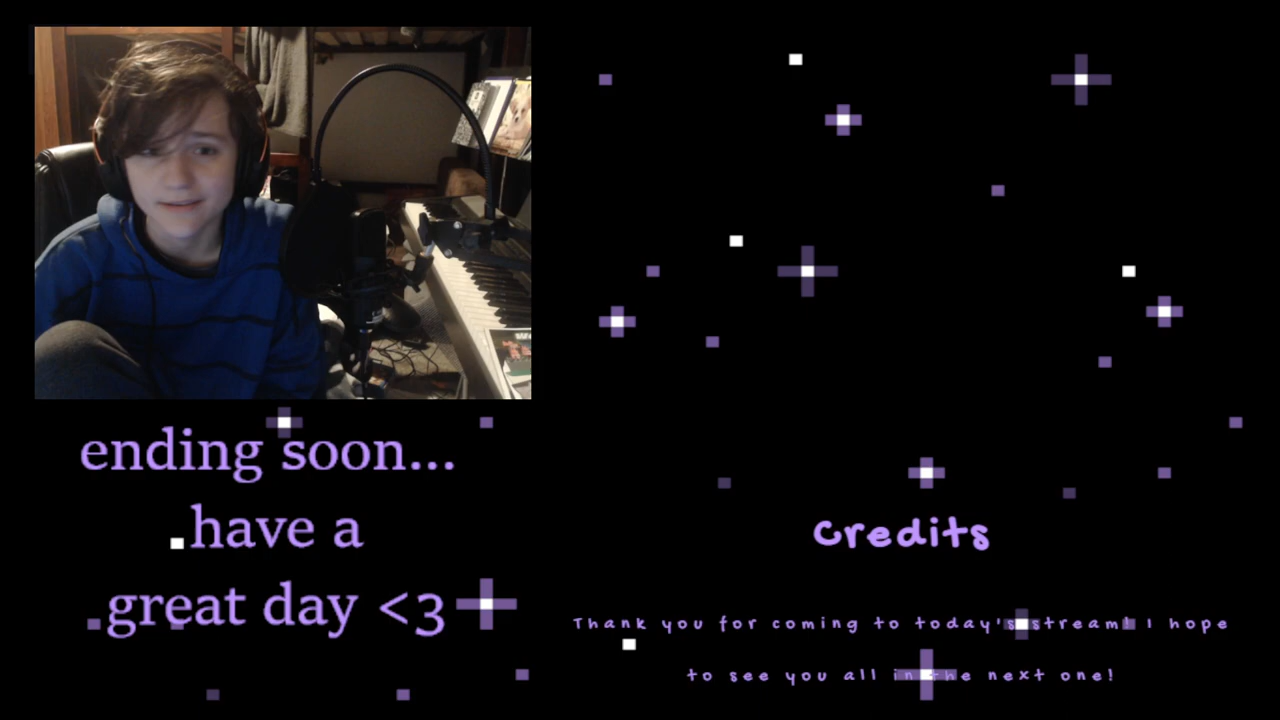 ending soon...
have a
great day <3
Credits
Thank you for coming to today's stream! I hope
to see you all in the next one!